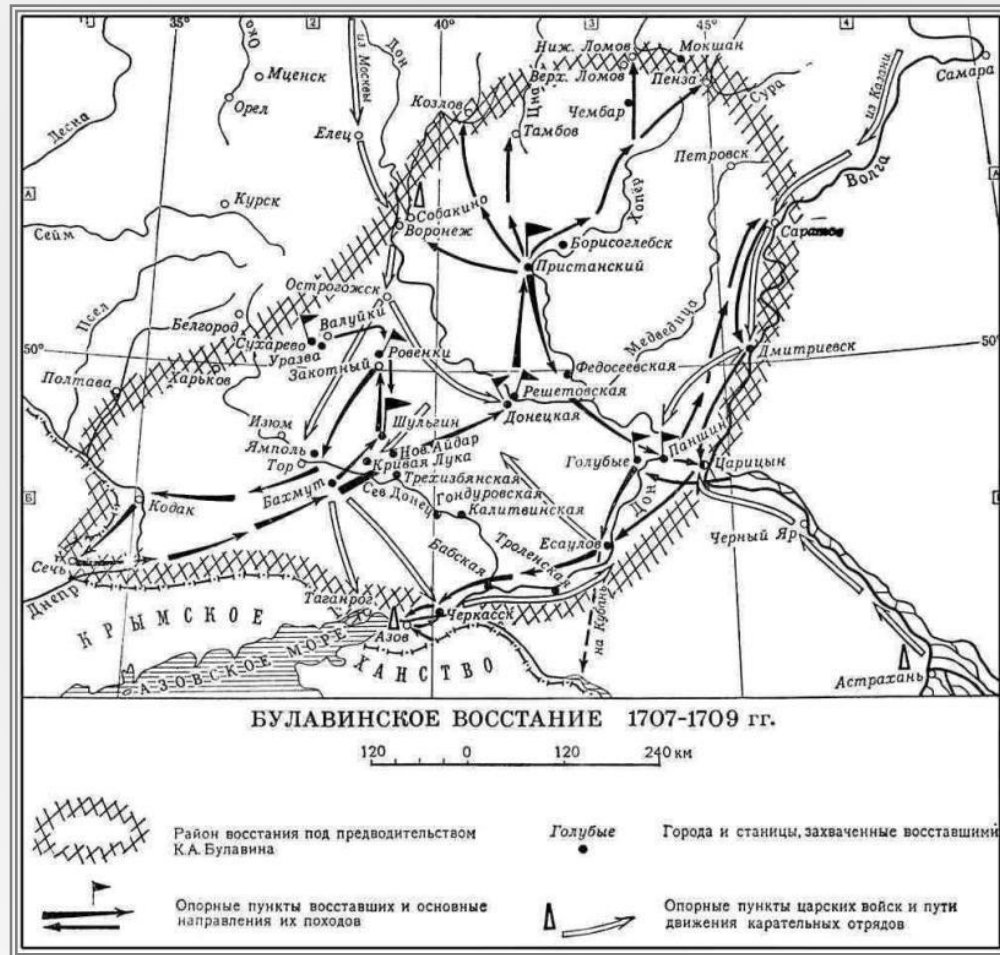 1
35°
2
40°
3
45°
4
Ока
Мценск
Орел
Десна
из Москвы
Дон
Елец
Козлов
Цна
Тамбов
Ниж. Ломов
Верх. Ломов
Мокшан
Пенза
Чембар
Сура
Самара
из Казани
Волга
Петровск
А
А
Курск
Сейм
Собакино
Воронеж
Хопёр
Борисоглебск
Пристанский
Саратов
Псел
Острогожск
Белгород
Валуйки
Сухарево
Уразва
Ровенки
Закотный
Медведица
50°
50°
Дмитриевск
Полтава
Харьков
Федосеевская
Решетовская
Донецкая
Изюм
Шульгин
Ямполь
Тор
Нов. Айдар
Кривая Лука
Трехизбянская
Бахмут
Сев Донец
Гондуровская
Калитвинская
Голубые
Паншин
Царицын
Дон
Б
Кодак
Черный Яр
Есаулов
Бабская
Троленская
Сечь
Днепр
Таганрог
Азов
Черкасск
на Кубань
КРЫМСКОЕ
ХАНСТВО
АЗОВСКОЕ МОРЕ
Астрахань
БУЛАВИНСКОЕ ВОССТАНИЕ 1707-1709 гг.
120 0 120 240 км
Район восстания под предводительством
К.А. Булавина
Голубые
Города и станицы, захваченные восставшими
Опорные пункты восставших и основные
направления их походов
Опорные пункты царских войск и пути
движения карательных отрядов